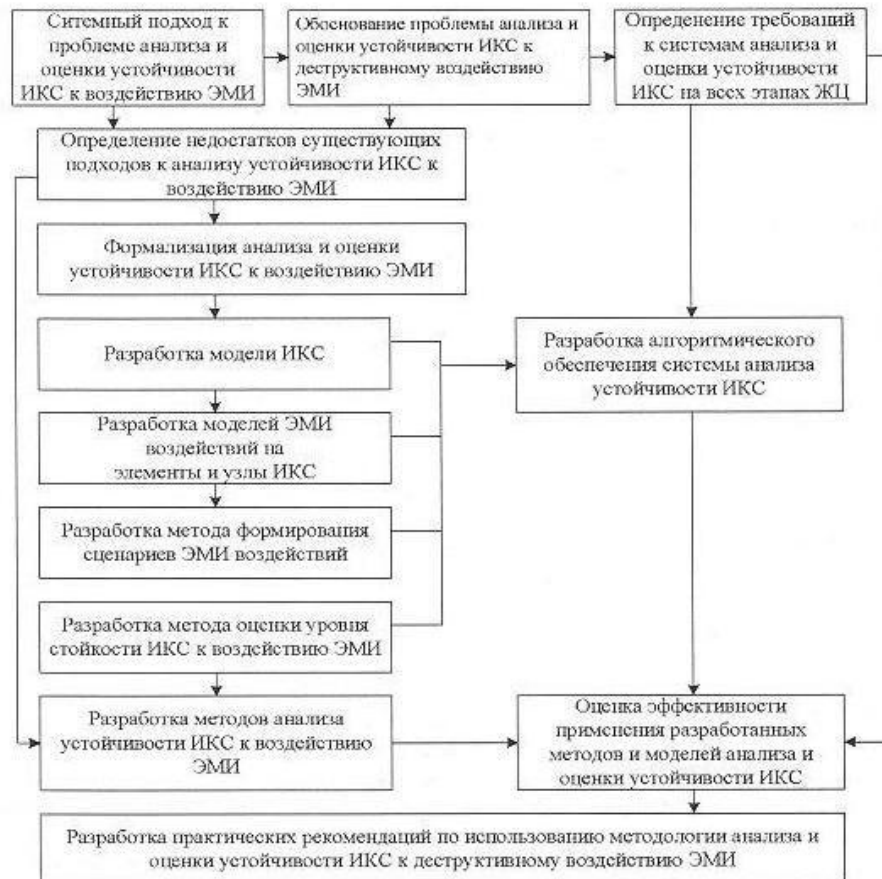 Ситемный подход к
проблеме анализа и
оценки устойчивости
ИКС к воздействию ЭМИ
Обоснование проблемы анализа и
оценки устойчивости ИКС к
деструктивному воздействию
ЭМИ
Определение требований
к системам анализа и
оценки устойчивости
ИКС на всех этапах ЖЦ
Определение недостатков существующих
подходов к анализу устойчивости ИКС к
воздействию ЭМИ
Формализация анализа и оценки
устойчивости ИКС к воздействию ЭМИ
Разработка модели ИКС
Разработка алгоритмического
обеспечения системы анализа
устойчивости ИКС
Разработка моделей ЭМИ
воздействий на
элементы и узлы ИКС
Разработка метода формирования
сценариев ЭМИ воздействий
Разработка метода оценки уровня
стойкости ИКС к воздействию ЭМИ
Разработка методов анализа
устойчивости ИКС к воздействию
ЭМИ
Оценка эффективности
применения разработанных
методов и моделей анализа и
оценки устойчивости ИКС
Разработка практических рекомендаций по использованию методологии анализа и
оценки устойчивости ИКС к деструктивному воздействию ЭМИ